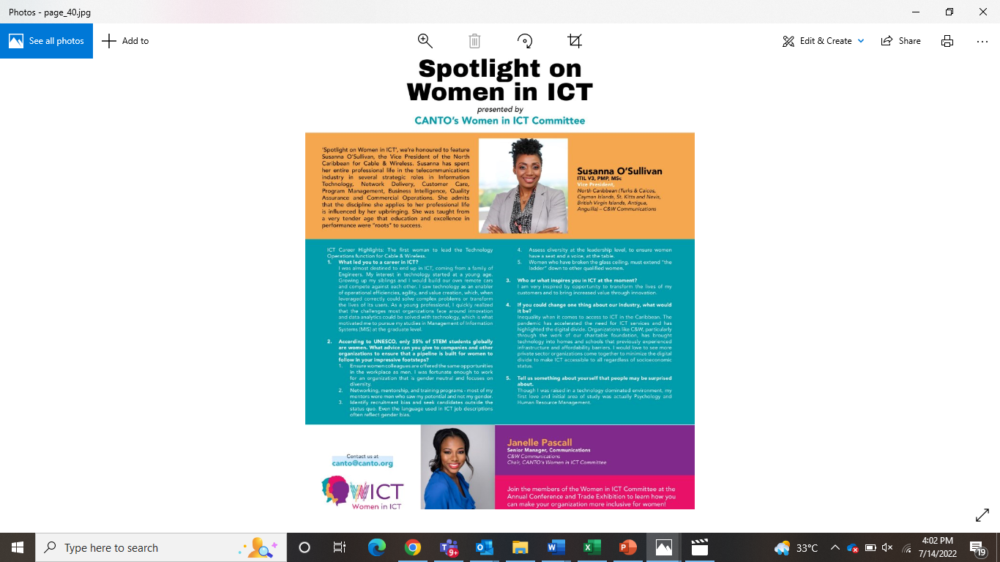 Photos - page_40.jpg
See all photos
Add to
Edit & Create
Share
Spotlight on
Women in ICT
presented by
CANTO's Women in ICT Committee
'Spotlight on Women in ICT', we're honoured to feature
Susanna O'Sullivan, the Vice President of the North
Caribbean for Cable & Wireless. Susanna has spent
her entire professional life in the telecommunications
industry in several strategic roles in Information
Technology, Network Delivery, Customer Care,
Program Management, Business Intelligence, Quality
Assurance and Commercial Operations. She admits
that the discipline she applies to her professional life
is influenced by her upbringing. She was taught from
a very tender age that education and excellence in
performance were "roots" to success.
Susanna O'Sullivan
ITIL V3, PMP, MSc
Vice President,
North Caribbean (Turks & Caicos,
Cayman Islands, St. Kitts and Nevis,
British Virgin Islands, Antigua,
Anguilla) – C&W Communications
ICT Career Highlights: The first woman to lead the Technology
Operations function for Cable & Wireless.
1. What led you to a career in ICT?
I was almost destined to end up in ICT, coming from a family of
Engineers. My interest in technology started at a young age.
Growing up my siblings and I would build our own remote cars
and compete against each other. I saw technology as an enabler
of operational efficiencies, agility, and value creation, which, when
leveraged correctly could solve complex problems or transform
the lives of its users. As a young professional, I quickly realized
that the challenges most organizations face around innovation
and data analytics could be solved with technology, which is what
motivated me to pursue my studies in Management of Information
Systems (MIS) at the graduate level.
2. According to UNESCO, only 35% of STEM students globally
are women. What advice can you give to companies and other
organizations to ensure that a pipeline is built for women to
follow in your impressive footsteps?
1. Ensure women colleagues are offered the same opportunities
in the workplace as men. I was fortunate enough to work
for an organization that is gender neutral and focuses on
diversity.
2. Networking, mentorship, and training programs - most of my
mentors were men who saw my potential and not my gender.
3. Identify recruitment bias and seek candidates outside the
status quo. Even the language used in ICT job descriptions
often reflect gender bias.
4. Assess diversity at the leadership level, to ensure women
have a seat and a voice, at the table.
5. Women who have broken the glass ceiling, must extend "the
ladder" down to other qualified women.
3. Who or what inspires you in ICT at the moment?
I am very inspired by opportunity to transform the lives of my
customers and to bring increased value through innovation.
4. If you could change one thing about our industry, what would
it be?
Inequality when it comes to access to ICT in the Caribbean. The
pandemic has accelerated the need for ICT services and has
highlighted the digital divide. Organizations like C&W, particularly
through the work of our charitable foundation, has brought
technology into homes and schools that previously experienced
infrastructure and affordability barriers. I would love to see more
private sector organizations come together to minimize the digital
divide to make ICT accessible to all regardless of socioeconomic
status.
5. Tell us something about yourself that people may be surprised
about.
Though I was raised in a technology dominated environment, my
first love and initial area of study was actually Psychology and
Human Resource Management.
Contact us at
canto@canto.org
WICT
Women in ICT
Janelle Pascall
Senior Manager, Communications
C&W Communications
Chair, CANTO's Women in ICT Committee
Join the members of the Women in ICT Committee at the
Annual Conference and Trade Exhibition to learn how you
can make your organization more inclusive for women!
Type here to search
9+
33°C
4:02 PM
7/14/2022
19